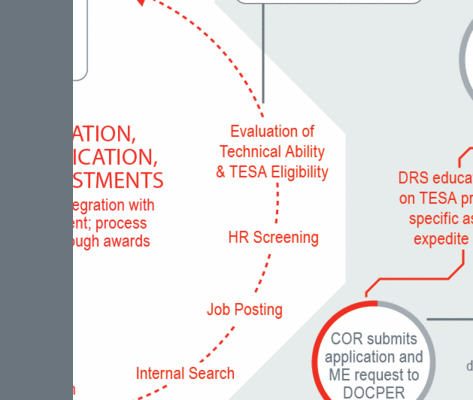 ATION,
ICATION,
STMENTS
egration with
ent; process
ough awards
Evaluation of
Technical Ability
& TESA Eligibility
HR Screening
Job Posting
Internal Search
DRS educa
on TESA pr
specific as
expedite
COR submits
application and
ME request to
DOCPER